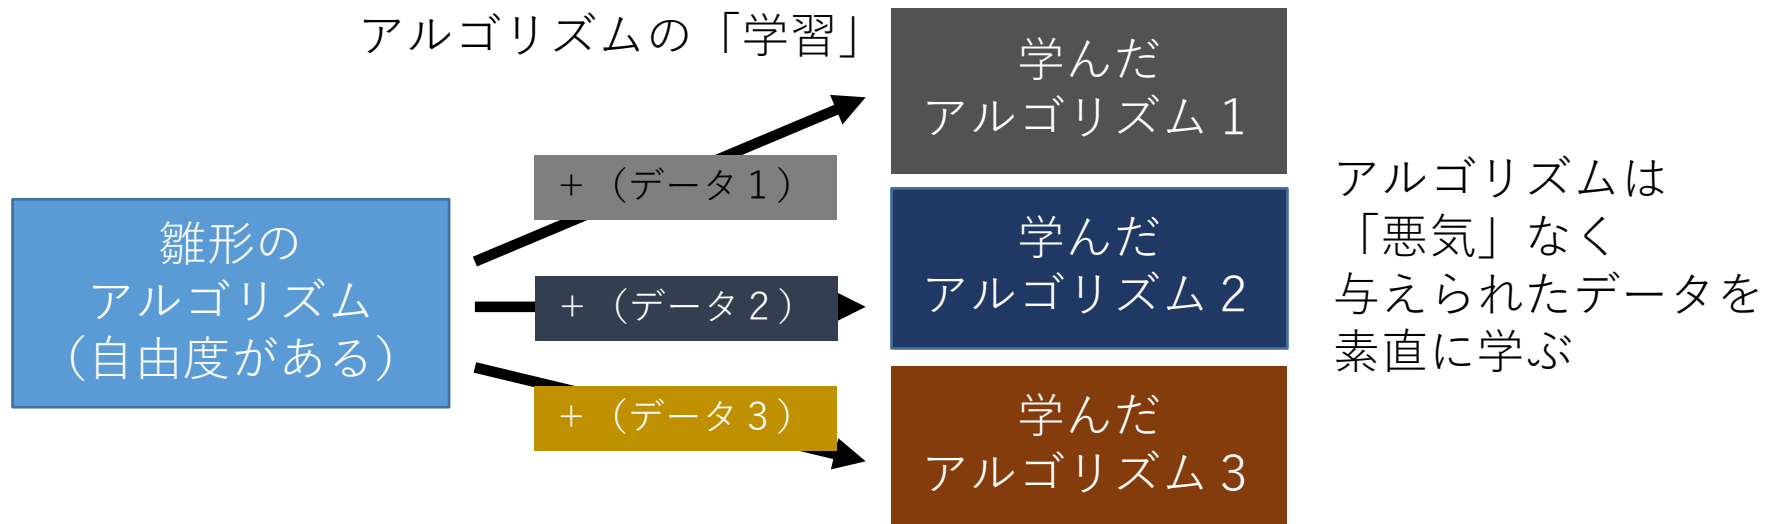 アルゴリズムの「学習」
雛形の
アルゴリズム
（自由度がある）
＋（データ１）
＋（データ２）
＋（データ３）
学んだ
アルゴリズム１
学んだ
アルゴリズム２
学んだ
アルゴリズム３
アルゴリズムは
「悪気」なく
与えられたデータを
素直に学ぶ